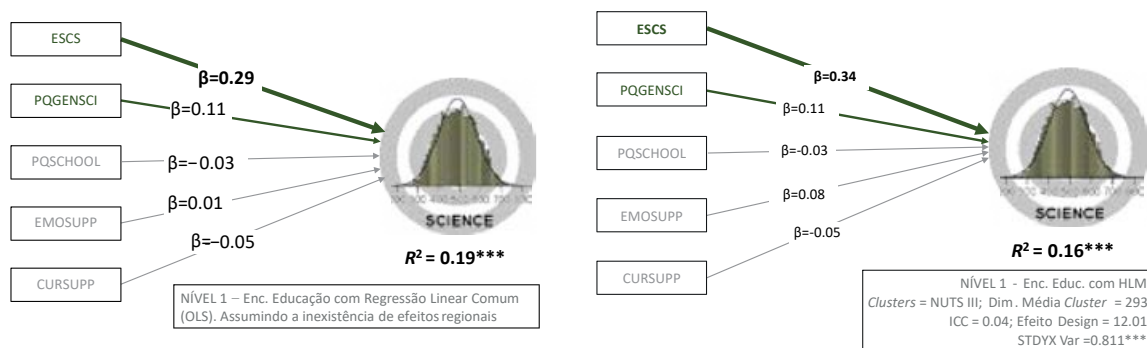 ESCS
β=0.29
PQGENSCI
β=0.11
PQSCHOOL
β=−0.03
EMOSUPP
β=0.01
β=−0.05
CURSUPP
SCIENCE
R² = 0.19***
NÍVEL 1 – Enc. Educação com Regressão Linear Comum
(OLS). Assumindo a inexistência de efeitos regionais
ESCS
β=0.34
PQGENSCI
β=0.11
PQSCHOOL
β=-0.03
EMOSUPP
β=0.08
β=-0.05
CURSUPP
SCIENCE
R² = 0.16***
NÍVEL 1 - Enc. Educ. com HLM
Clusters = NUTS III; Dim. Média Cluster = 293
ICC = 0.04; Efeito Design = 12.01
STDYX Var =0.811***